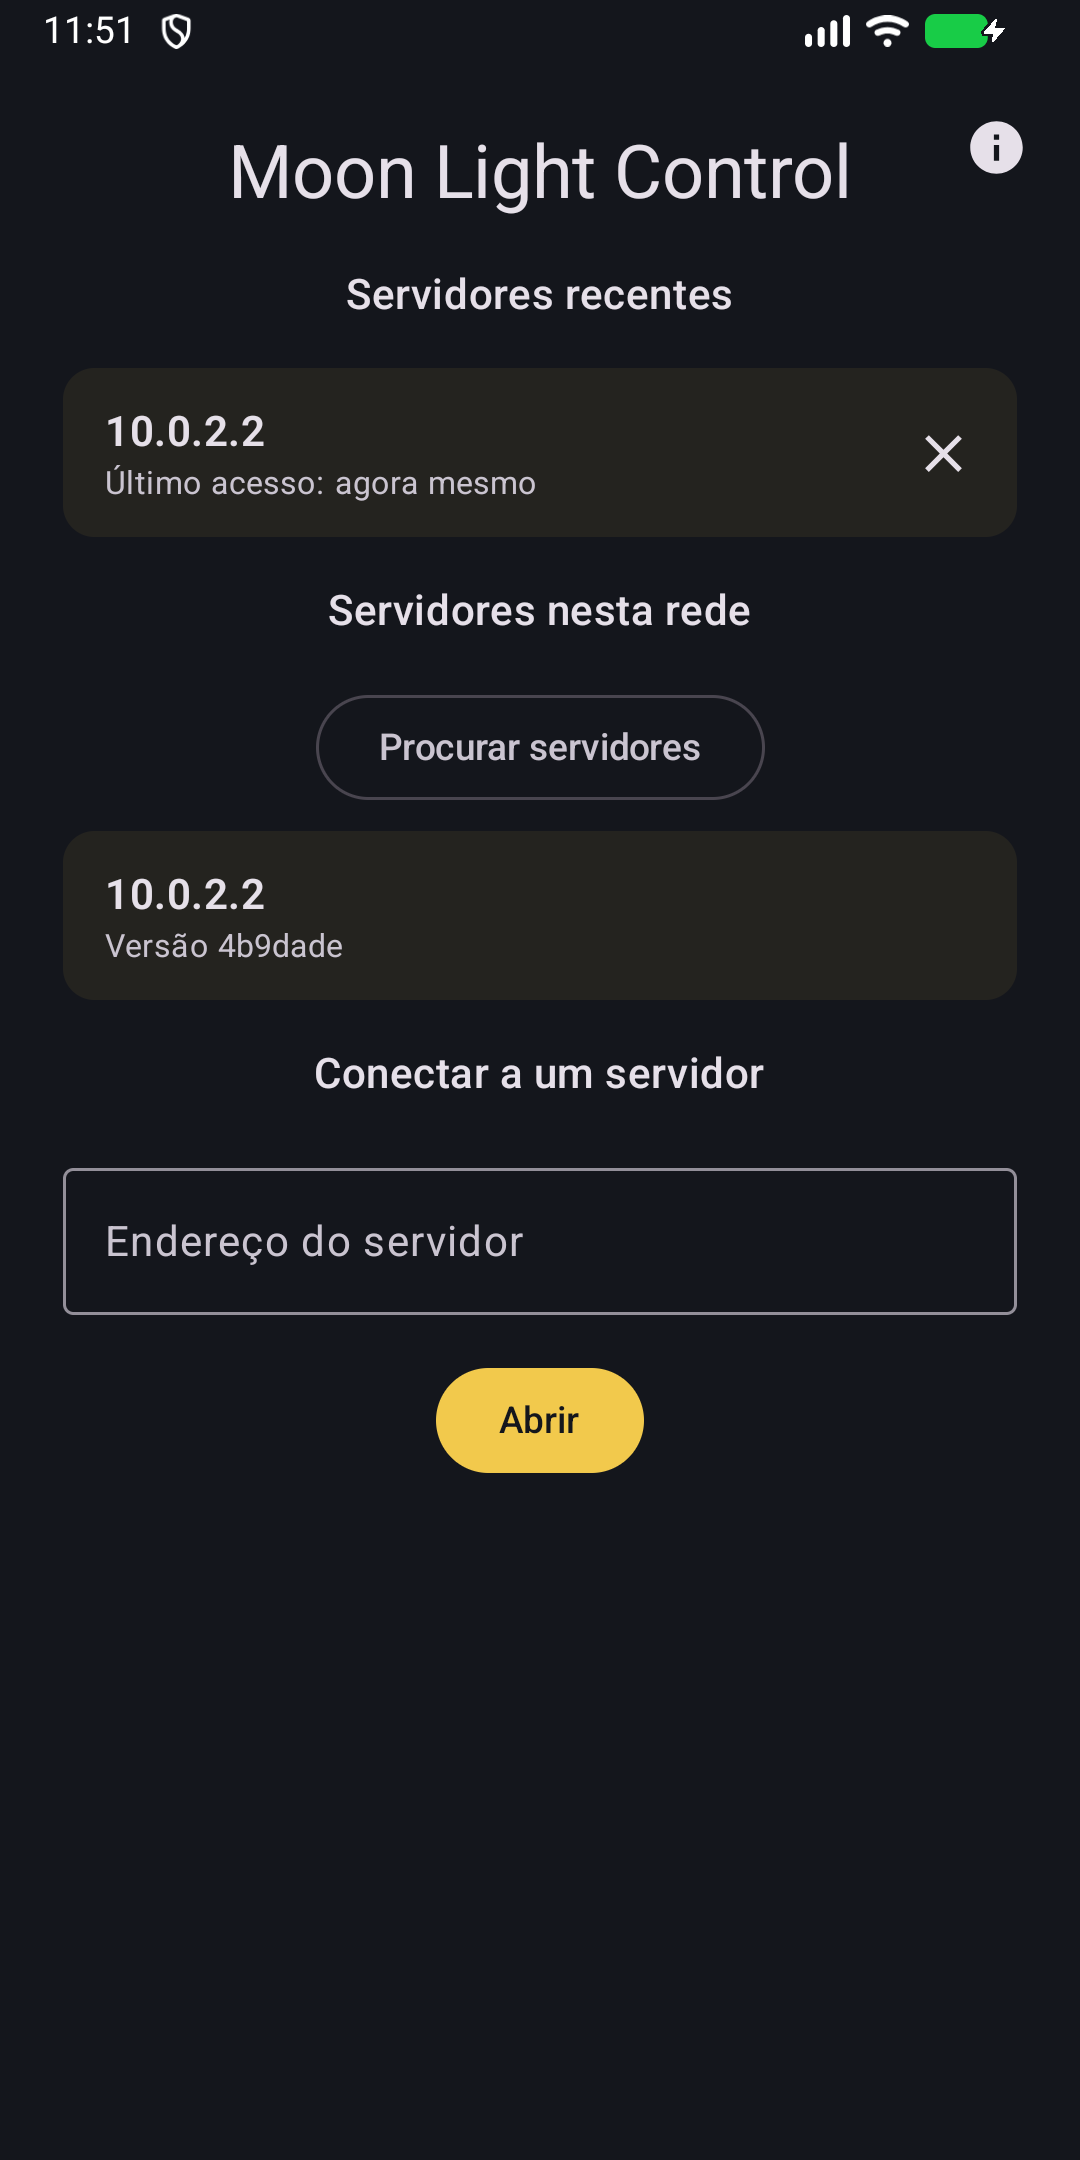 11:51
Moon Light Control
Servidores recentes
10.0.2.2
Último acesso: agora mesmo
Servidores nesta rede
Procurar servidores
10.0.2.2
Versão 4b9dade
Conectar a um servidor
Endereço do servidor
Abrir